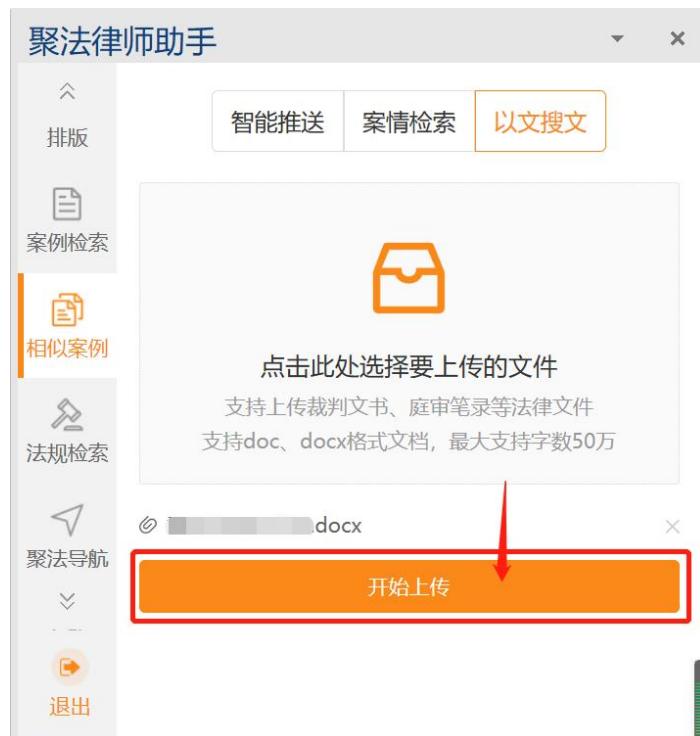 聚法律师助手
排版
案例检索
相似案例
法规检索
聚法导航
退出
智能推送 案情检索 以文搜文
点击此处选择要上传的文件
支持上传裁判文书、庭审笔录等法律文件
支持doc、docx格式文档，最大支持字数50万
.docx
开始上传